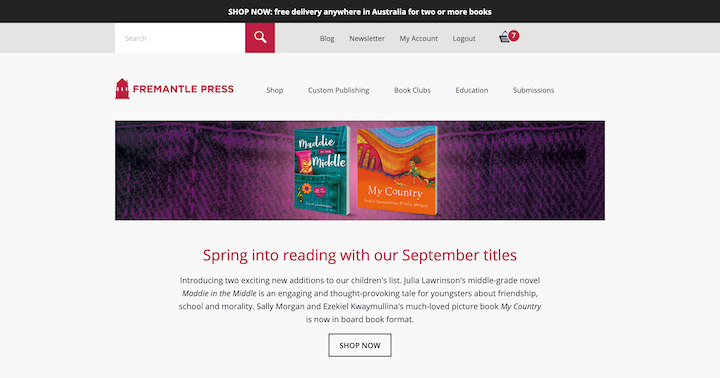 SHOP NOW: free delivery anywhere in Australia for two or more books
Search
Blog
Newsletter
My Account
Logout
7
FREMANTLE PRESS
Shop
Custom Publishing
Book Clubs
Education
Submissions
Maddie
IN THE
Middle
My Country
Ezekiel Kwaymullina & Sally Morgan
Spring into reading with our September titles
Introducing two exciting new additions to our children's list. Julia Lawrinson's middle-grade novel
Maddie in the Middle is an engaging and thought-provoking tale for youngsters about friendship,
school and morality. Sally Morgan and Ezekiel Kwaymullina's much-loved picture book My Country
is now in board book format.
SHOP NOW